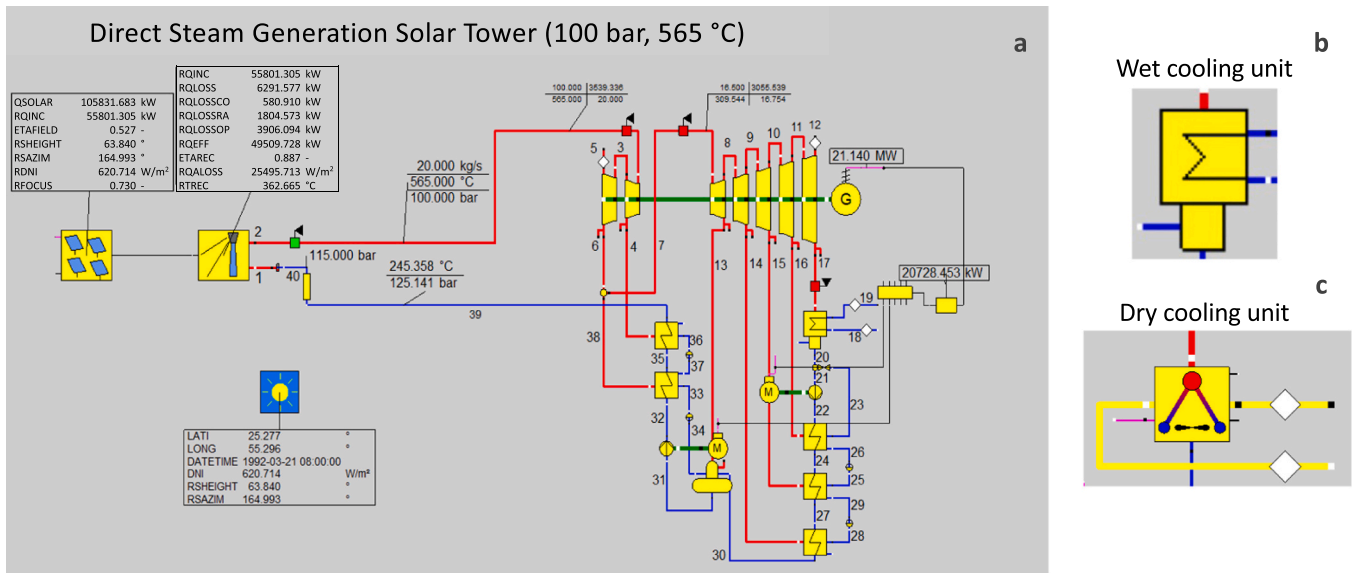 Direct Steam Generation Solar Tower (100 bar, 565 °C)
a
QSOLAR 105831.683 kW
RQINC 55801.305 kW
ETAFIELD 0.527 -
RSHEIGHT 63.840 °
RSAZIM 164.993 °
RDNI 620.714 W/m²
RFOCUS 0.730 -
RQINC 55801.305 kW
RQLOSS 6291.577 kW
RQLOSSCO 580.910 kW
RQLOSSRA 1804.573 kW
RQLOSSOP 3906.094 kW
RQEFF 49509.728 kW
ETAREC 0.887 -
RQALOSS 25495.713 W/m²
RTREC 362.665 °C
100.000 3539.336
565.000 20.000
16.500 3055.539
309.544 16.754
20.000 kg/s
565.000 °C
100.000 bar
21.140 MW
G
20728.453 kW
115.000 bar
245.358 °C
125.141 bar
M
M
1
2
3
4
5
6
7
8
9
10
11
12
13
14
15
16
17
18
19
20
21
22
23
24
25
26
27
28
29
30
31
32
33
34
35
36
37
38
39
40
LATI 25.277 °
LONG 55.296 °
DATETIME 1992-03-21 08:00:00
DNI 620.714 W/m²
RSHEIGHT 63.840 °
RSAZIM 164.993 °
b
Wet cooling unit
c
Dry cooling unit